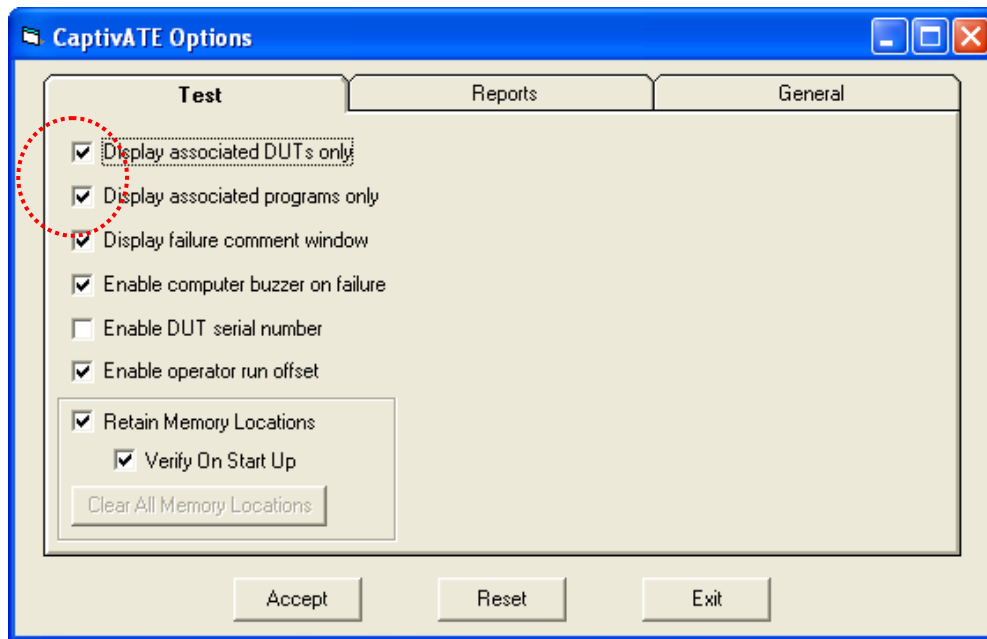 CaptivATE Options
Test Reports General
Display associated DUTs only
Display associated programs only
Display failure comment window
Enable computer buzzer on failure
Enable DUT serial number
Enable operator run offset
Retain Memory Locations
Verify On Start Up
Clear All Memory Locations
Accept Reset Exit